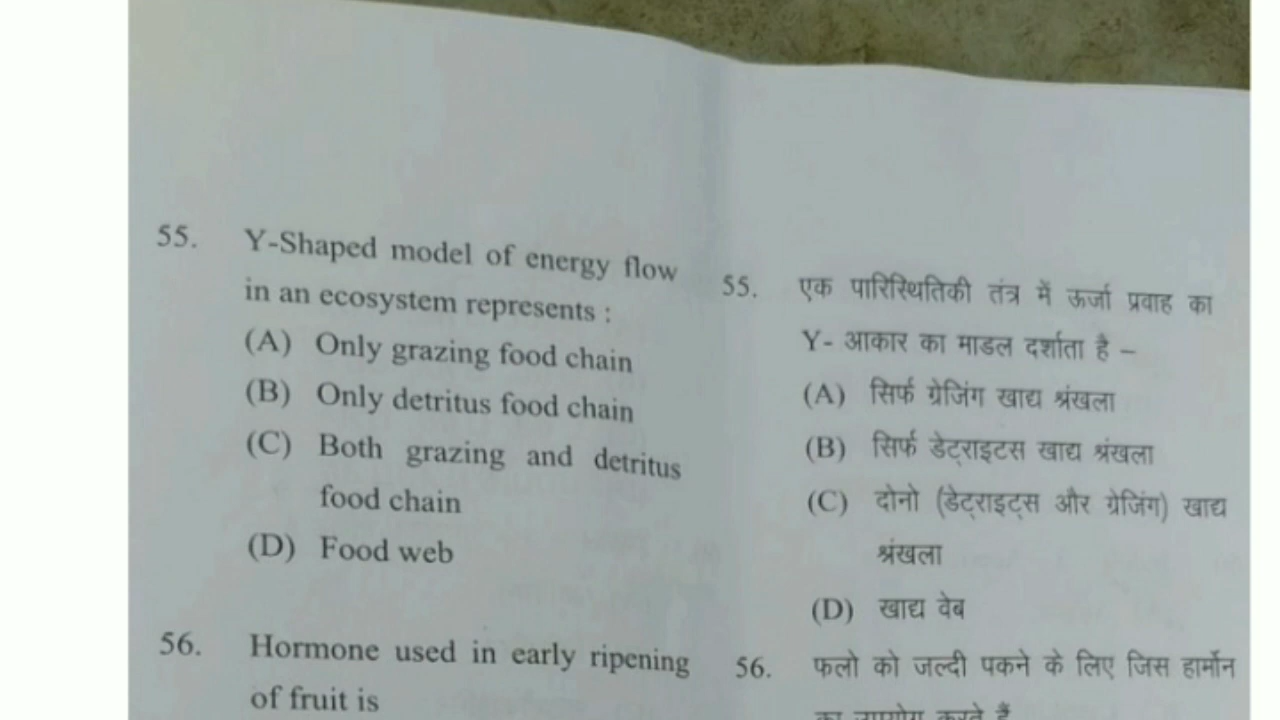 55. Y-Shaped model of energy flow
in an ecosystem represents :
(A) Only grazing food chain
(B) Only detritus food chain
(C) Both grazing and detritus
food chain
(D) Food web
56. Hormone used in early ripening
of fruit is
55. एक पारिस्थितिकी तंत्र में ऊर्जा प्रवाह का
Y- आकार का माडल दर्शाता है –
(A) सिर्फ ग्रेजिंग खाद्य श्रंखला
(B) सिर्फ डेट्राइटस खाद्य श्रंखला
(C) दोनो (डेट्राइट्स और ग्रेजिंग) खाद्य
श्रंखला
(D) खाद्य वेब
56. फलो को जल्दी पकने के लिए जिस हार्मोन
का उपयोग करते हैं